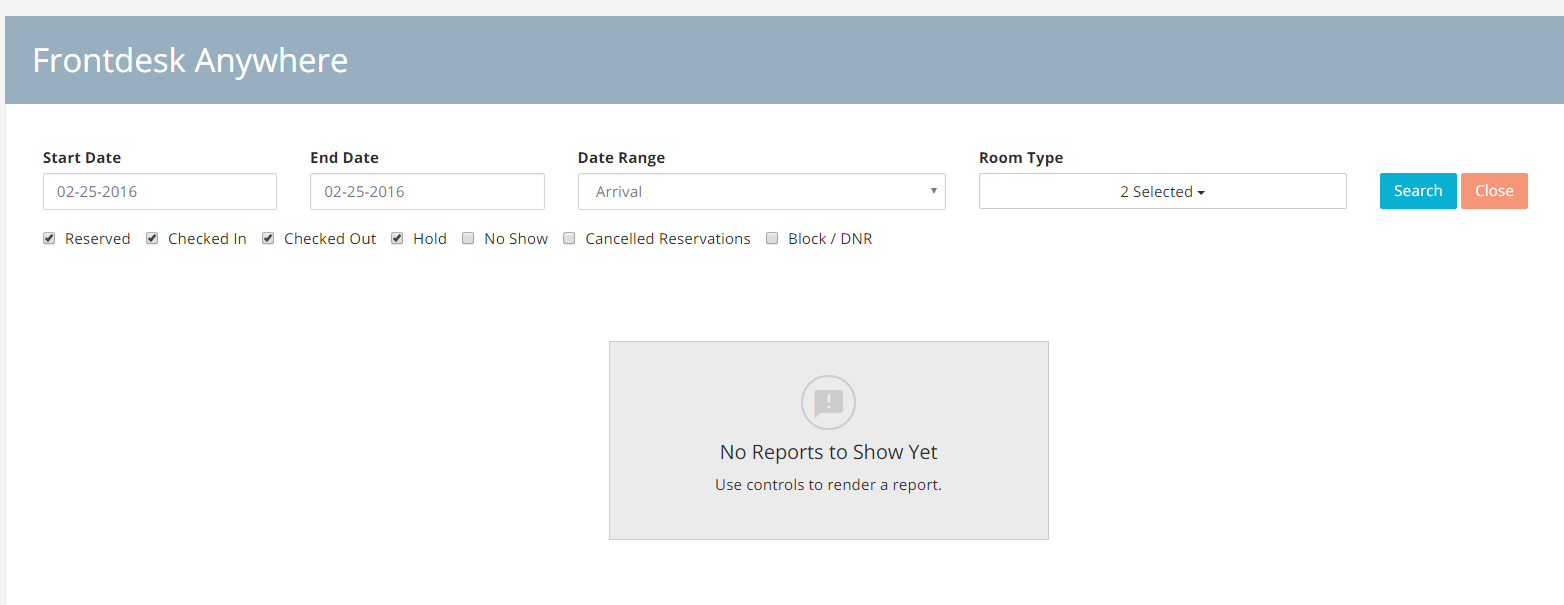 Frontdesk Anywhere
Start Date End Date Date Range Room Type
02-25-2016 02-25-2016 Arrival 2 Selected Search Close
Reserved Checked In Checked Out Hold No Show Cancelled Reservations Block / DNR
No Reports to Show Yet
Use controls to render a report.